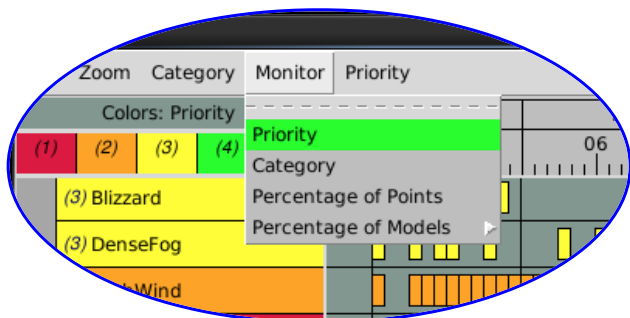 Zoom Category Monitor Priority
Colors: Priority
(1) (2) (3) (4)
Priority
Category
Percentage of Points
Percentage of Models
06
(3) Blizzard
(3) DenseFog
Wind